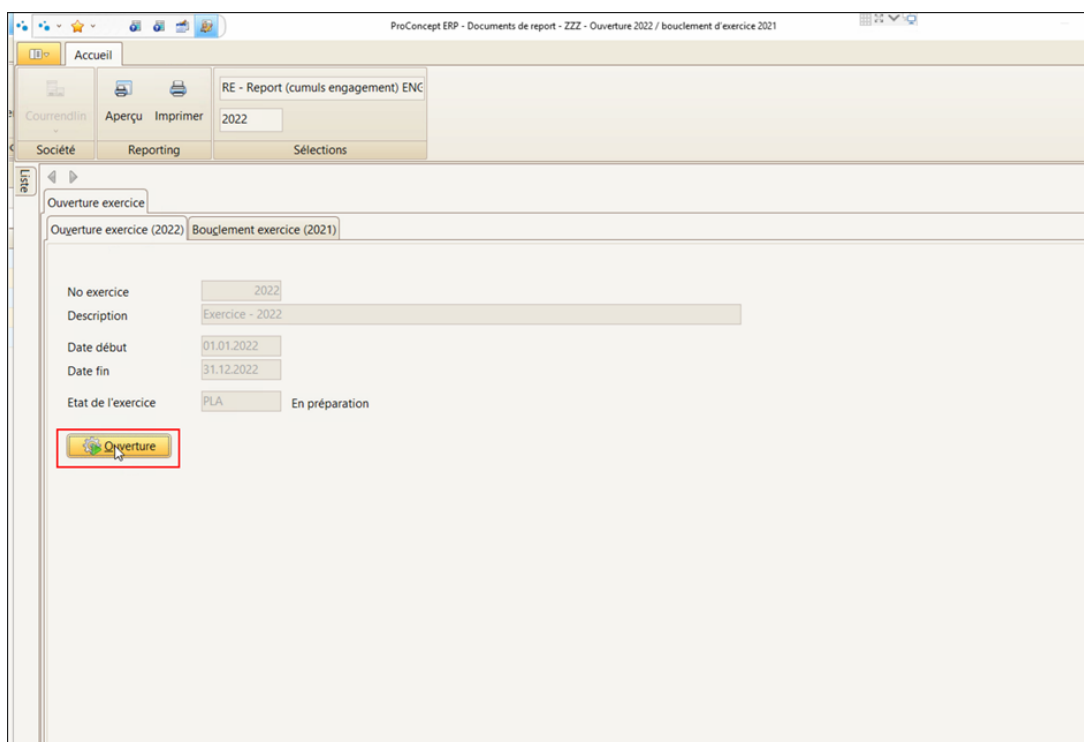 ProConcept ERP - Documents de report - ZZZ - Ouverture 2022 / bouclement d'exercice 2021
Accueil
RE - Report (cumuls engagement) ENG
Courrendlin
Aperçu Imprimer
2022
Société
Reporting
Sélections
Liste
Ouverture exercice
Ouverture exercice (2022) Bouclement exercice (2021)
No exercice 2022
Description Exercice - 2022
Date début 01.01.2022
Date fin 31.12.2022
Etat de l'exercice PLA En préparation
Ouverture